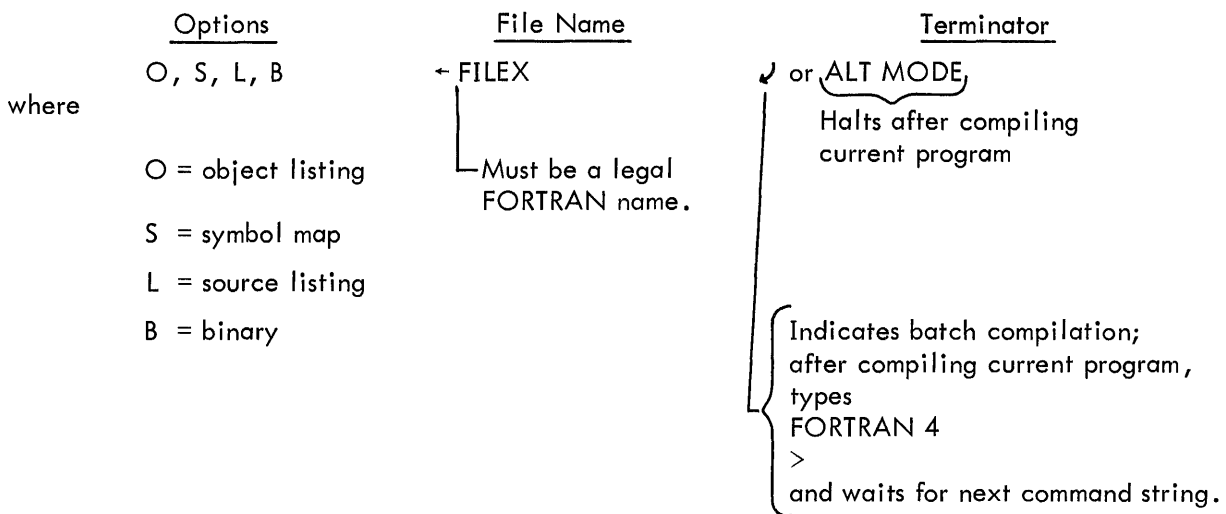 Options File Name Terminator
O, S, L, B ← FILEX ↲ or ALT MODE
where
Halts after compiling
current program
O = object listing
Must be a legal
FORTRAN name.
S = symbol map
L = source listing
B = binary
Indicates batch compilation;
after compiling current program,
types
FORTRAN 4
>
and waits for next command string.